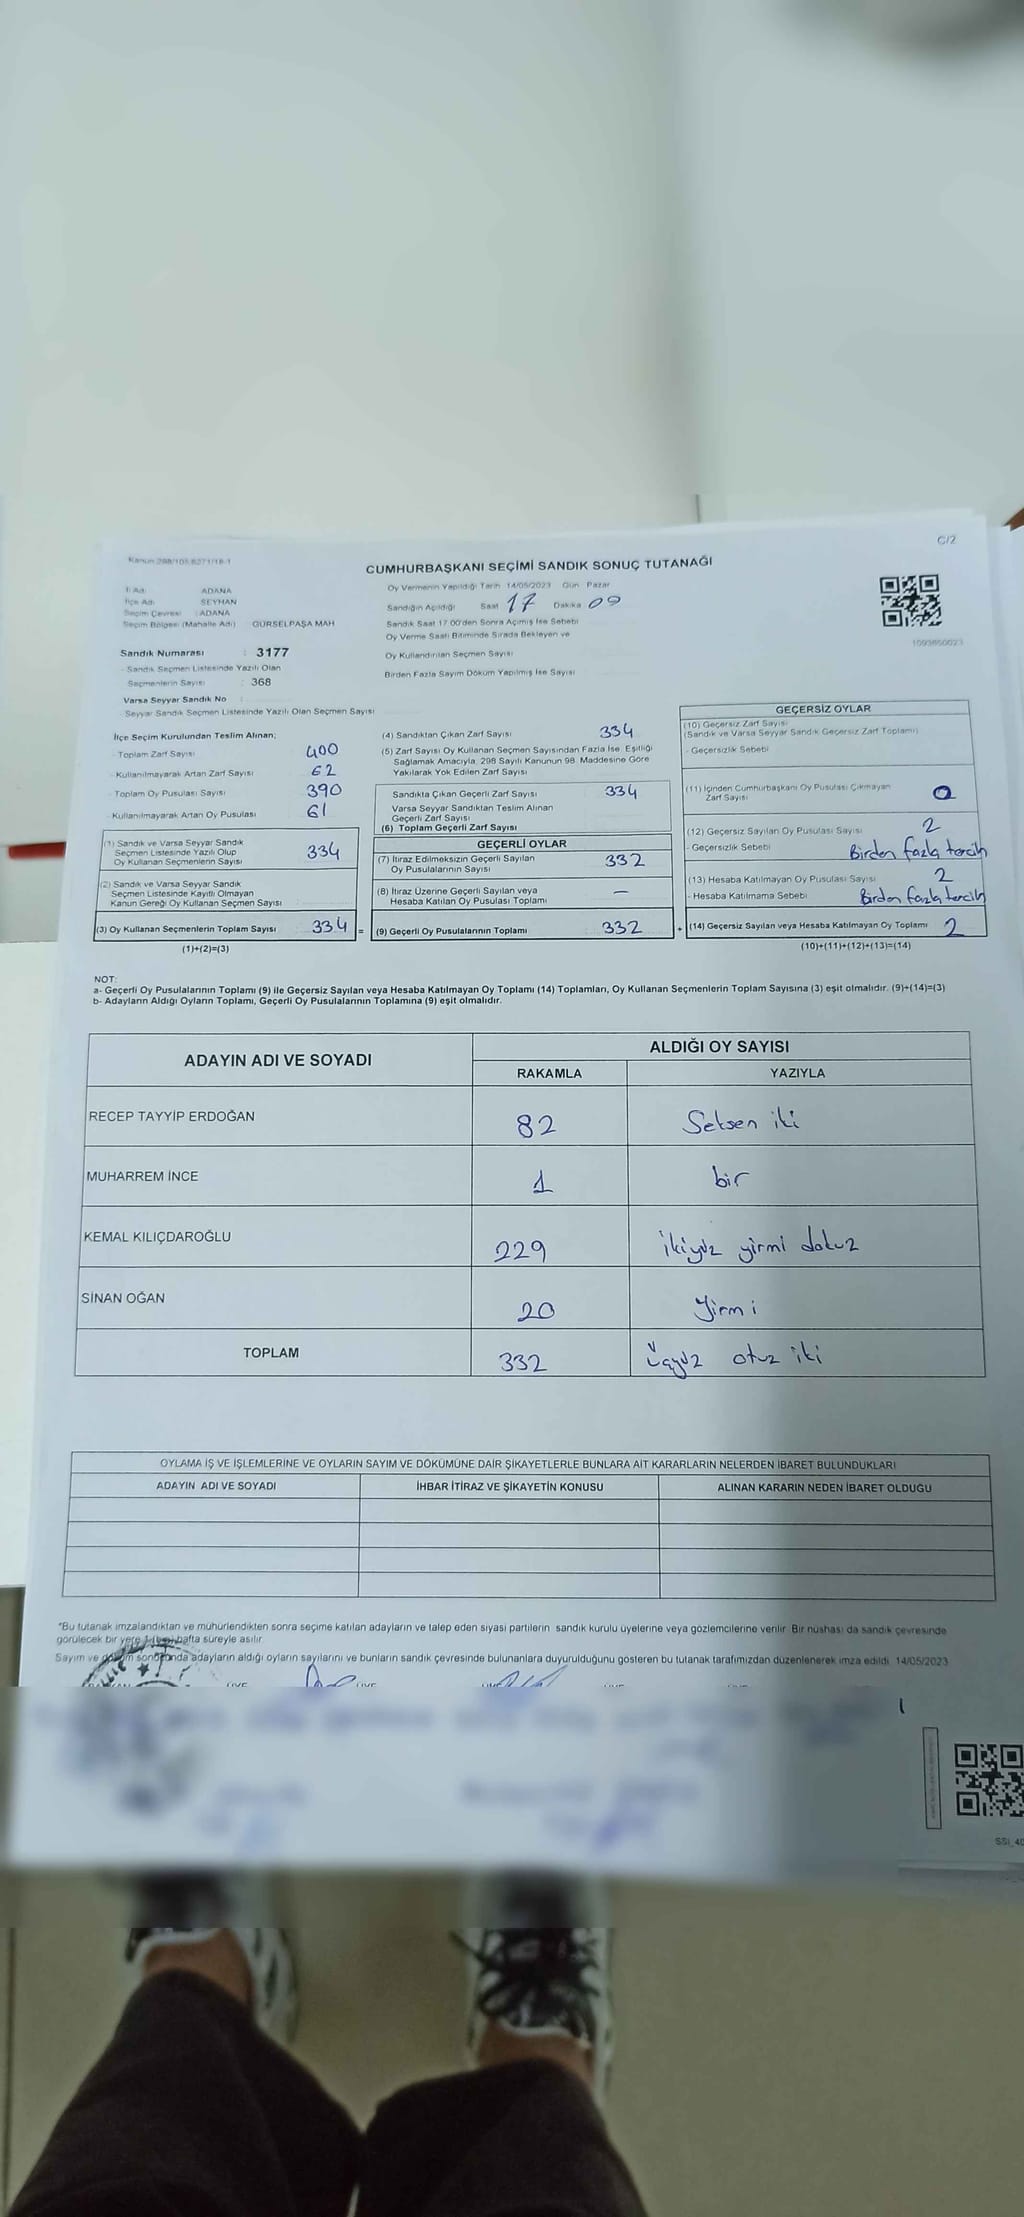 C/2
Kanun 298/105 6271/18-1
CUMHURBAŞKANI SEÇİMİ SANDIK SONUÇ TUTANAĞI
İl Adı ADANA
İlçe Adı SEYHAN
Seçim Çevresi : ADANA
Seçim Bölgesi (Mahalle Adı) GÜRSELPAŞA MAH
Sandık Numarası : 3177
- Sandık Seçmen Listesinde Yazılı Olan
Seçmenlerin Sayısı : 368
Varsa Seyyar Sandık No :
- Seyyar Sandık Seçmen Listesinde Yazılı Olan Seçmen Sayısı
Oy Vermenin Yapıldığı Tarih 14/05/2023 Gün Pazar
Sandığın Açıldığı Saat 17 Dakika 09
Sandık Saat 17.00'den Sonra Açılmış İse Sebebi
Oy Verme Saati Bitiminde Sırada Bekleyen ve
Oy Kullandırılan Seçmen Sayısı
Birden Fazla Sayım Döküm Yapılmış İse Sayısı
1093850023
İlçe Seçim Kurulundan Teslim Alınan;
- Toplam Zarf Sayısı 400
- Kullanılmayarak Artan Zarf Sayısı 62
- Toplam Oy Pusulası Sayısı 390
- Kullanılmayarak Artan Oy Pusulası 61
(1) Sandık ve Varsa Seyyar Sandık
Seçmen Listesinde Yazılı Olup
Oy Kullanan Seçmenlerin Sayısı 334
(2) Sandık ve Varsa Seyyar Sandık
Seçmen Listesinde Kayıtlı Olmayan
Kanun Gereği Oy Kullanan Seçmen Sayısı
(3) Oy Kullanan Seçmenlerin Toplam Sayısı 334 =
(1)+(2)=(3)
(4) Sandıktan Çıkan Zarf Sayısı 334
(5) Zarf Sayısı Oy Kullanan Seçmen Sayısından Fazla İse, Eşitliği
Sağlamak Amacıyla, 298 Sayılı Kanunun 98. Maddesine Göre
Yakılarak Yok Edilen Zarf Sayısı
Sandıkta Çıkan Geçerli Zarf Sayısı 334
Varsa Seyyar Sandıktan Teslim Alınan
Geçerli Zarf Sayısı
(6) Toplam Geçerli Zarf Sayısı
GEÇERLİ OYLAR
(7) İtiraz Edilmeksizin Geçerli Sayılan
Oy Pusulalarının Sayısı 332
(8) İtiraz Üzerine Geçerli Sayılan veya
Hesaba Katılan Oy Pusulası Toplamı —
(9) Geçerli Oy Pusulalarının Toplamı 332 +
GEÇERSİZ OYLAR
(10) Geçersiz Zarf Sayısı
(Sandık ve Varsa Seyyar Sandık Geçersiz Zarf Toplamı)
- Geçersizlik Sebebi
(11) İçinden Cumhurbaşkanı Oy Pusulası Çıkmayan
Zarf Sayısı 0
(12) Geçersiz Sayılan Oy Pusulası Sayısı 2
- Geçersizlik Sebebi Birden fazla tercih
(13) Hesaba Katılmayan Oy Pusulası Sayısı 2
- Hesaba Katılmama Sebebi Birden fazla tercih
(14) Geçersiz Sayılan veya Hesaba Katılmayan Oy Toplamı 2
(10)+(11)+(12)+(13)=(14)
NOT:
a- Geçerli Oy Pusulalarının Toplamı (9) ile Geçersiz Sayılan veya Hesaba Katılmayan Oy Toplamı (14) Toplamları, Oy Kullanan Seçmenlerin Toplam Sayısına (3) eşit olmalıdır. (9)+(14)=(3)
b- Adayların Aldığı Oyların Toplamı, Geçerli Oy Pusulalarının Toplamına (9) eşit olmalıdır.
ADAYIN ADI VE SOYADI ALDIĞI OY SAYISI
RAKAMLA YAZIYLA
RECEP TAYYİP ERDOĞAN 82 Seksen iki
MUHARREM İNCE 1 bir
KEMAL KILIÇDAROĞLU 229 ikiyüz yirmi dokuz
SİNAN OĞAN 20 Yirmi
TOPLAM 332 Üçyüz otuz iki
OYLAMA İŞ VE İŞLEMLERİNE VE OYLARIN SAYIM VE DÖKÜMÜNE DAİR ŞİKAYETLERLE BUNLARA AİT KARARLARIN NELERDEN İBARET BULUNDUKLARI
ADAYIN ADI VE SOYADI İHBAR İTİRAZ VE ŞİKAYETİN KONUSU ALINAN KARARIN NEDEN İBARET OLDUĞU
*Bu tutanak imzalandıktan ve mühürlendikten sonra seçime katılan adayların ve talep eden siyasi partilerin sandık kurulu üyelerine veya gözlemcilerine verilir. Bir nüshası da sandık çevresinde
görülecek bir yere 1 (bir) hafta süreyle asılır.
Sayım ve döküm sonucunda adayların aldığı oyların sayılarını ve bunların sandık çevresinde bulunanlara duyurulduğunu gösteren bu tutanak tarafımızdan düzenlenerek imza edildi. 14/05/2023